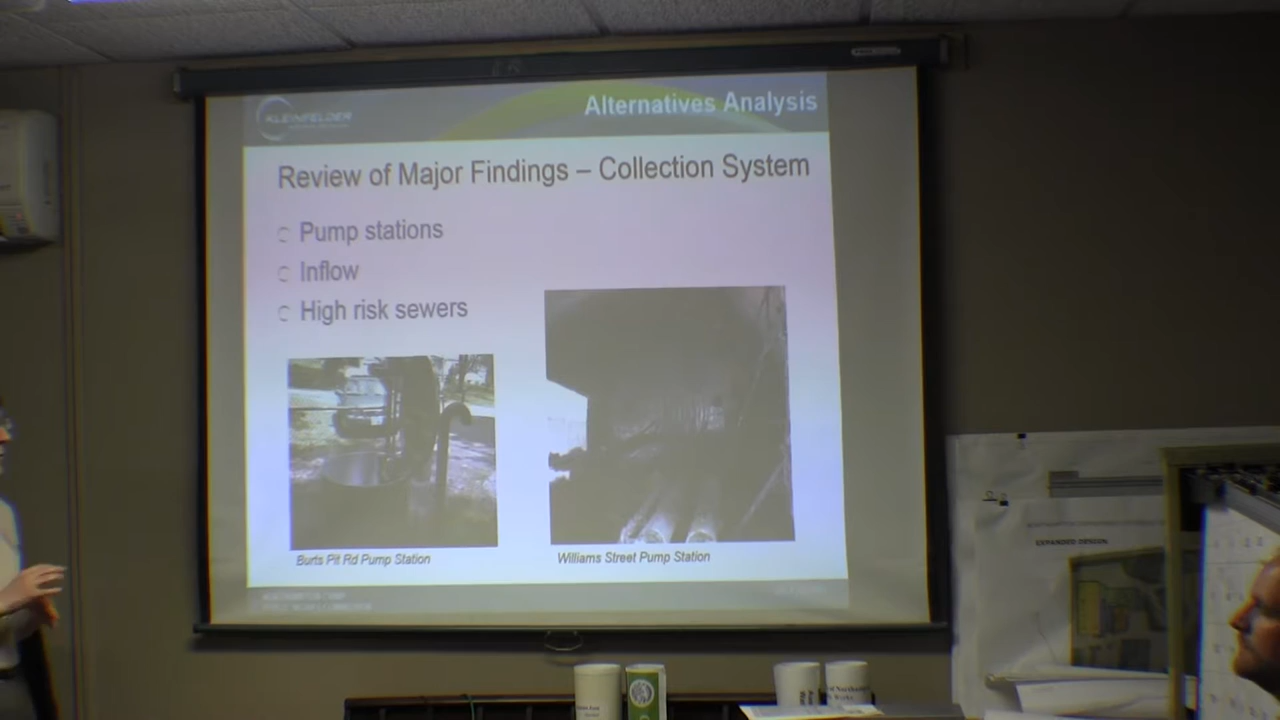 KLEINFELDER
Alternatives Analysis
Review of Major Findings – Collection System
Pump stations
Inflow
High risk sewers
Burts Pit Rd Pump Station
Williams Street Pump Station
EXPANDED DESIGN